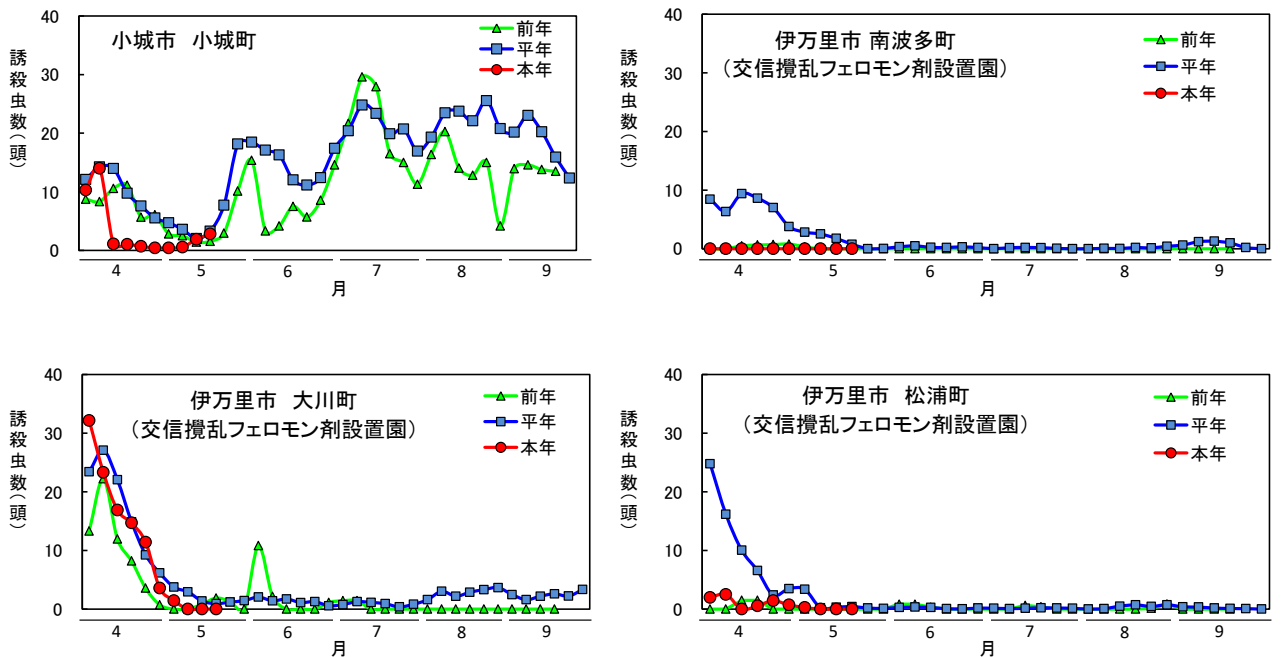 小城市 小城町
前年
平年
本年
誘殺虫数(頭)
40
30
20
10
0
4 5 6 7 8 9
月
伊万里市 南波多町
(交信攪乱フェロモン剤設置園)
前年
平年
本年
誘殺虫数(頭)
40
30
20
10
0
4 5 6 7 8 9
月
伊万里市 大川町
(交信攪乱フェロモン剤設置園)
前年
平年
本年
誘殺虫数(頭)
40
30
20
10
0
4 5 6 7 8 9
月
伊万里市 松浦町
(交信攪乱フェロモン剤設置園)
前年
平年
本年
誘殺虫数(頭)
40
30
20
10
0
4 5 6 7 8 9
月